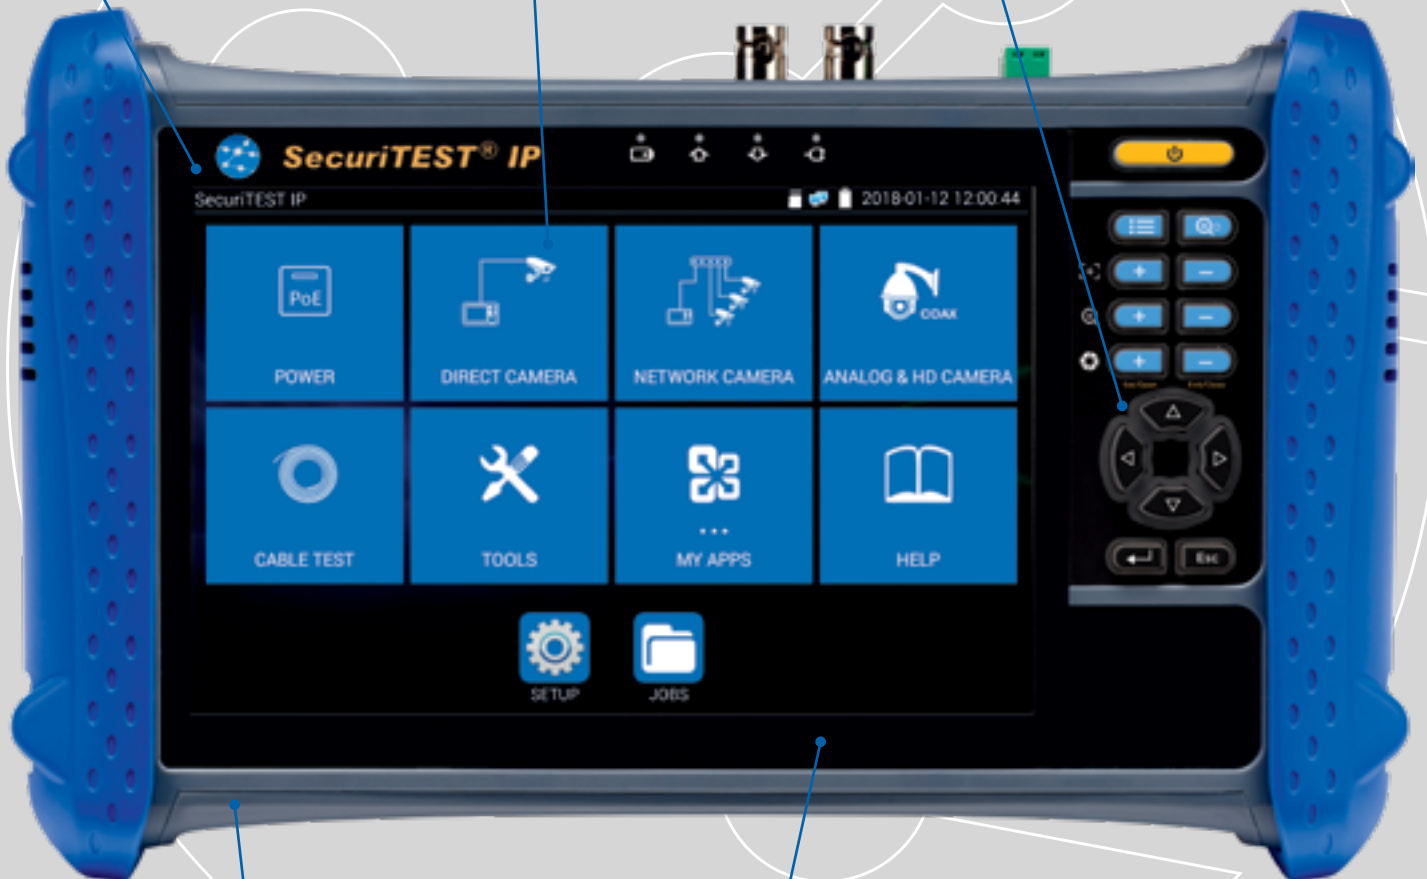 SecuriTEST® IP
SecuriTEST IP
2018-01-12 12:00:44
PoE
COAX
POWER
DIRECT CAMERA
NETWORK CAMERA
ANALOG & HD CAMERA
CABLE TEST
TOOLS
MY APPS
HELP
Esc
SETUP
JOBS